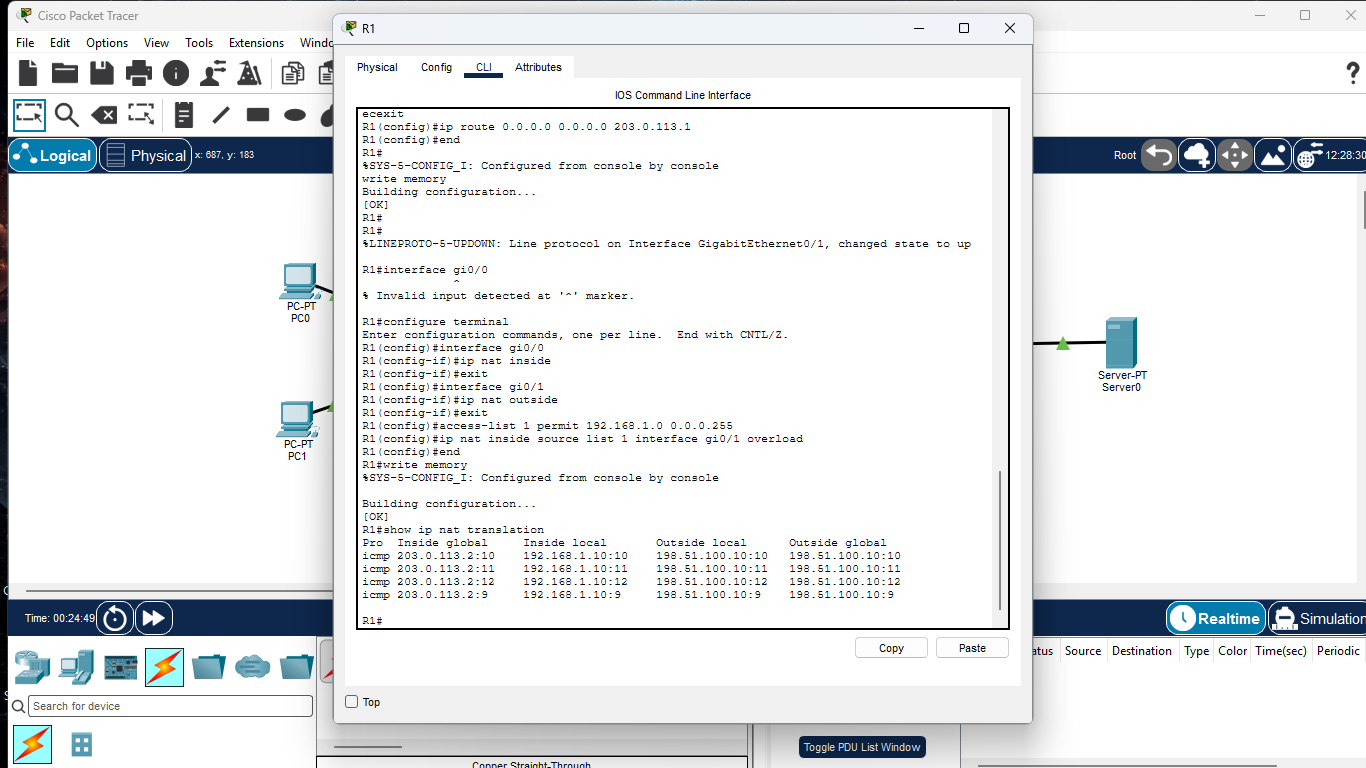 Cisco Packet Tracer
File Edit Options View Tools Extensions Windo
R1
Physical Config CLI Attributes
IOS Command Line Interface
ecexit
R1(config)#ip route 0.0.0.0 0.0.0.0 203.0.113.1
R1(config)#end
R1#
%SYS-5-CONFIG_I: Configured from console by console
write memory
Building configuration...
[OK]
R1#
R1#
%LINEPROTO-5-UPDOWN: Line protocol on Interface GigabitEthernet0/1, changed state to up
R1#interface gi0/0
^
% Invalid input detected at '^' marker.
R1#configure terminal
Enter configuration commands, one per line. End with CNTL/Z.
R1(config)#interface gi0/0
R1(config-if)#ip nat inside
R1(config-if)#exit
R1(config)#interface gi0/1
R1(config-if)#ip nat outside
R1(config-if)#exit
R1(config)#access-list 1 permit 192.168.1.0 0.0.0.255
R1(config)#ip nat inside source list 1 interface gi0/1 overload
R1(config)#end
R1#write memory
%SYS-5-CONFIG_I: Configured from console by console
Building configuration...
[OK]
R1#show ip nat translation
Pro Inside global Inside local Outside local Outside global
icmp 203.0.113.2:10 192.168.1.10:10 198.51.100.10:10 198.51.100.10:10
icmp 203.0.113.2:11 192.168.1.10:11 198.51.100.10:11 198.51.100.10:11
icmp 203.0.113.2:12 192.168.1.10:12 198.51.100.10:12 198.51.100.10:12
icmp 203.0.113.2:9 192.168.1.10:9 198.51.100.10:9 198.51.100.10:9
R1#
Copy Paste
Top
Logical Physical x: 687, y: 183
Root 12:28:30
PC-PT
PC0
PC-PT
PC1
Server-PT
Server0
Time: 00:24:49
Realtime Simulation
atus Source Destination Type Color Time(sec) Periodic
Search for device
Toggle PDU List Window
Copper Straight-Through